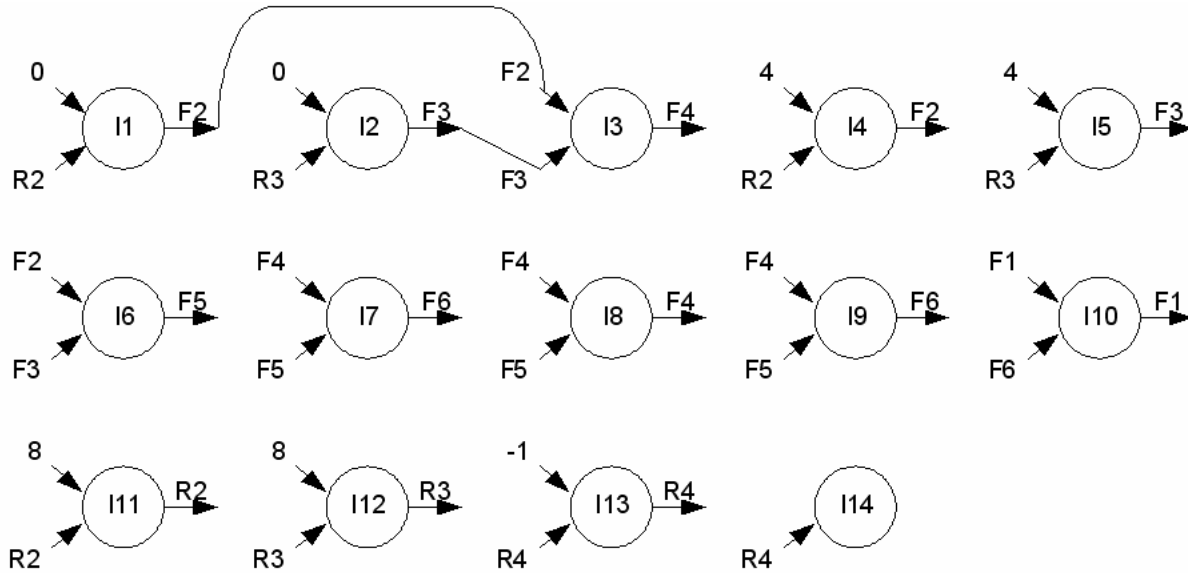 0 F2 0 F3 F2 F4 4 F2 4 F3
I1 I2 I3 I4 I5
R2 R3 F3 R2 R3
F2 F5 F4 F6 F4 F4 F4 F6 F1 F1
I6 I7 I8 I9 I10
F3 F5 F5 F5 F6
8 R2 8 R3 -1 R4
I11 I12 I13 I14
R2 R3 R4 R4